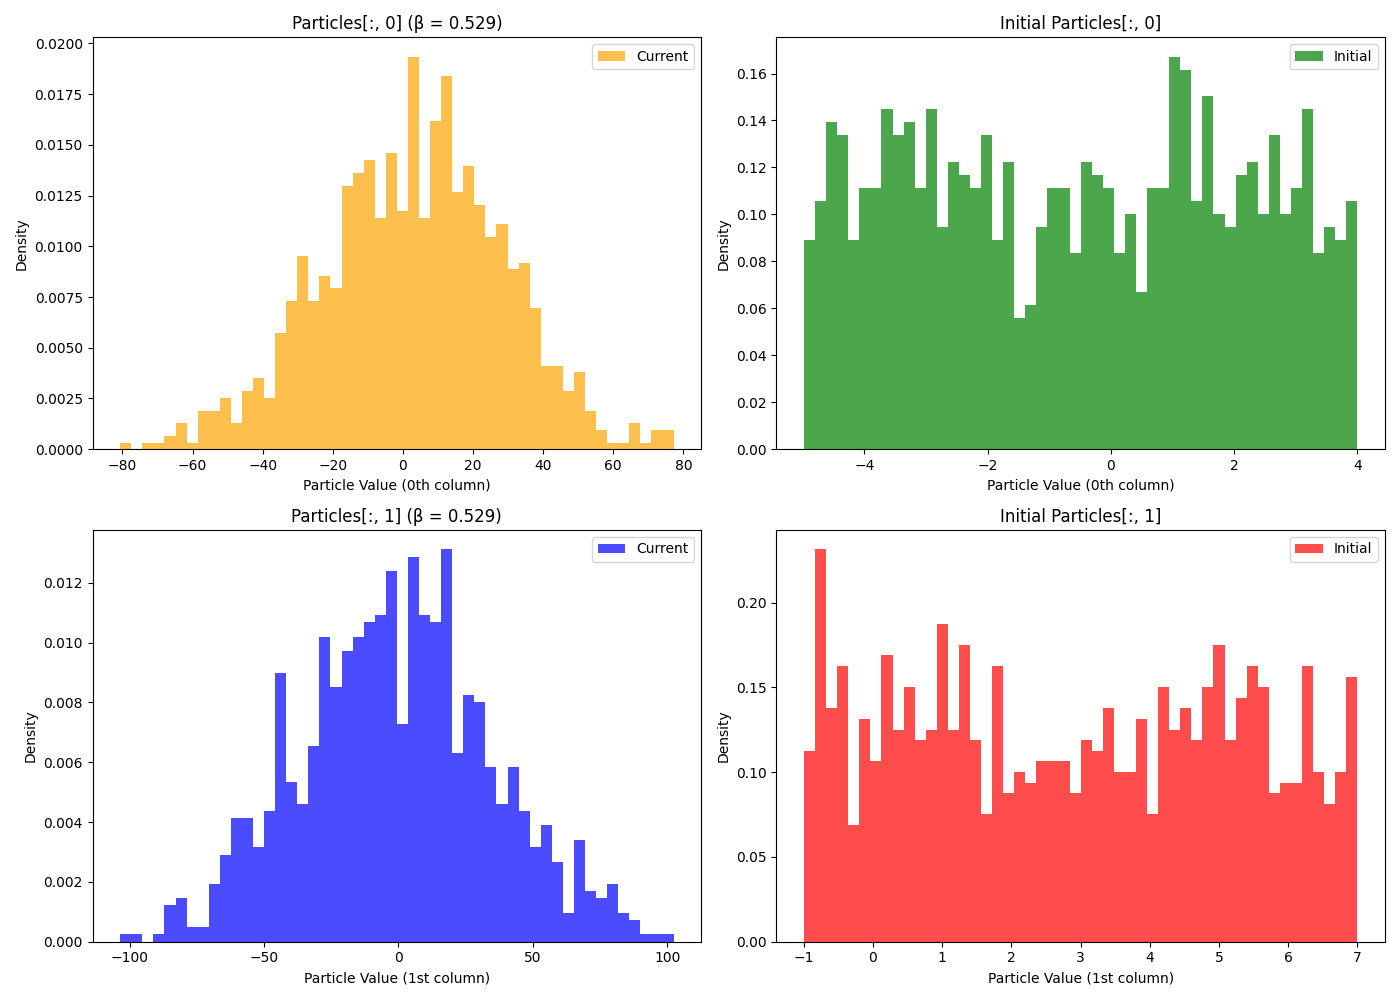 Particles[:, 0] (β = 0.529)
Current
Density
0.0200
0.0175
0.0150
0.0125
0.0100
0.0075
0.0050
0.0025
0.0000
−80 −60 −40 −20 0 20 40 60 80
Particle Value (0th column)
Initial Particles[:, 0]
Initial
Density
0.16
0.14
0.12
0.10
0.08
0.06
0.04
0.02
0.00
−4 −2 0 2 4
Particle Value (0th column)
Particles[:, 1] (β = 0.529)
Current
Density
0.012
0.010
0.008
0.006
0.004
0.002
0.000
−100 −50 0 50 100
Particle Value (1st column)
Initial Particles[:, 1]
Initial
Density
0.20
0.15
0.10
0.05
0.00
−1 0 1 2 3 4 5 6 7
Particle Value (1st column)